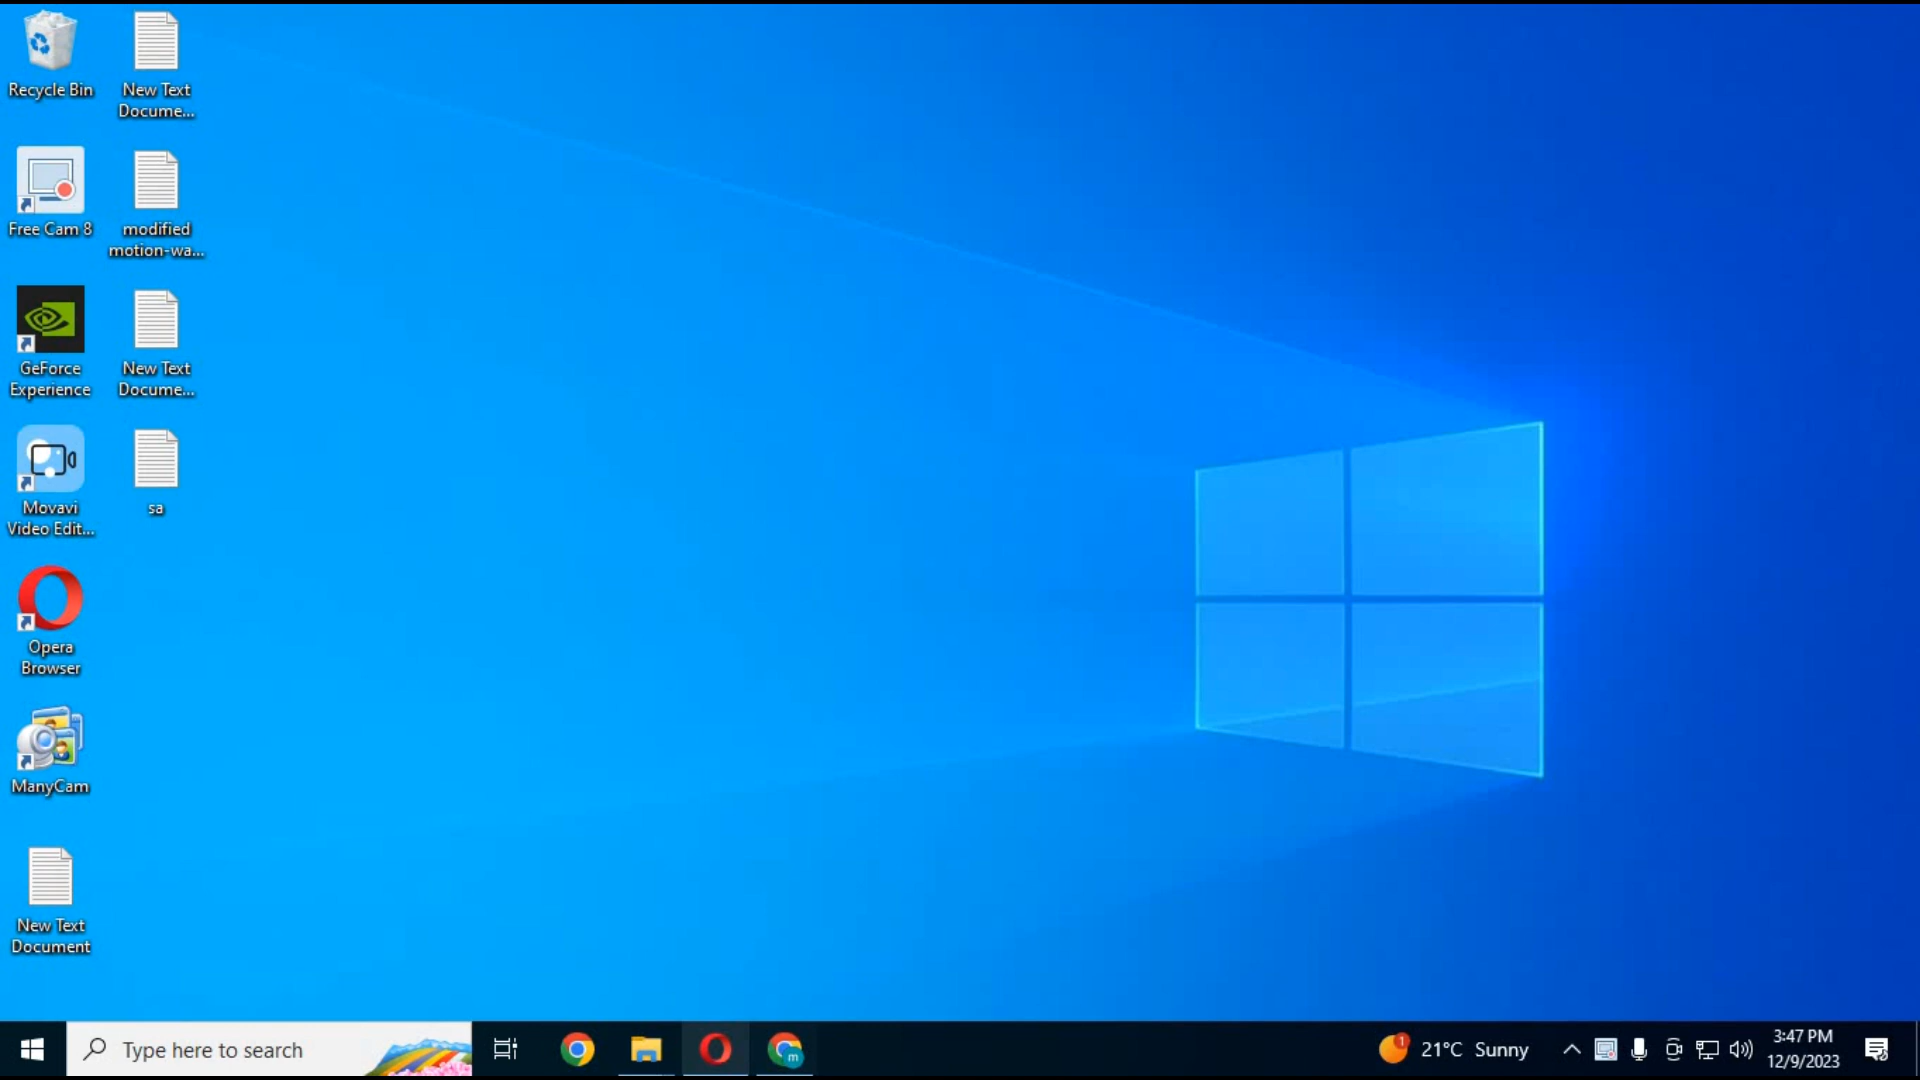 Recycle Bin
New Text
Docume...
Free Cam 8
modified
motion-wa...
GeForce
Experience
New Text
Docume...
Movavi
Video Edit...
sa
Opera
Browser
ManyCam
New Text
Document
Type here to search
m
1
21°C Sunny
3:47 PM
12/9/2023